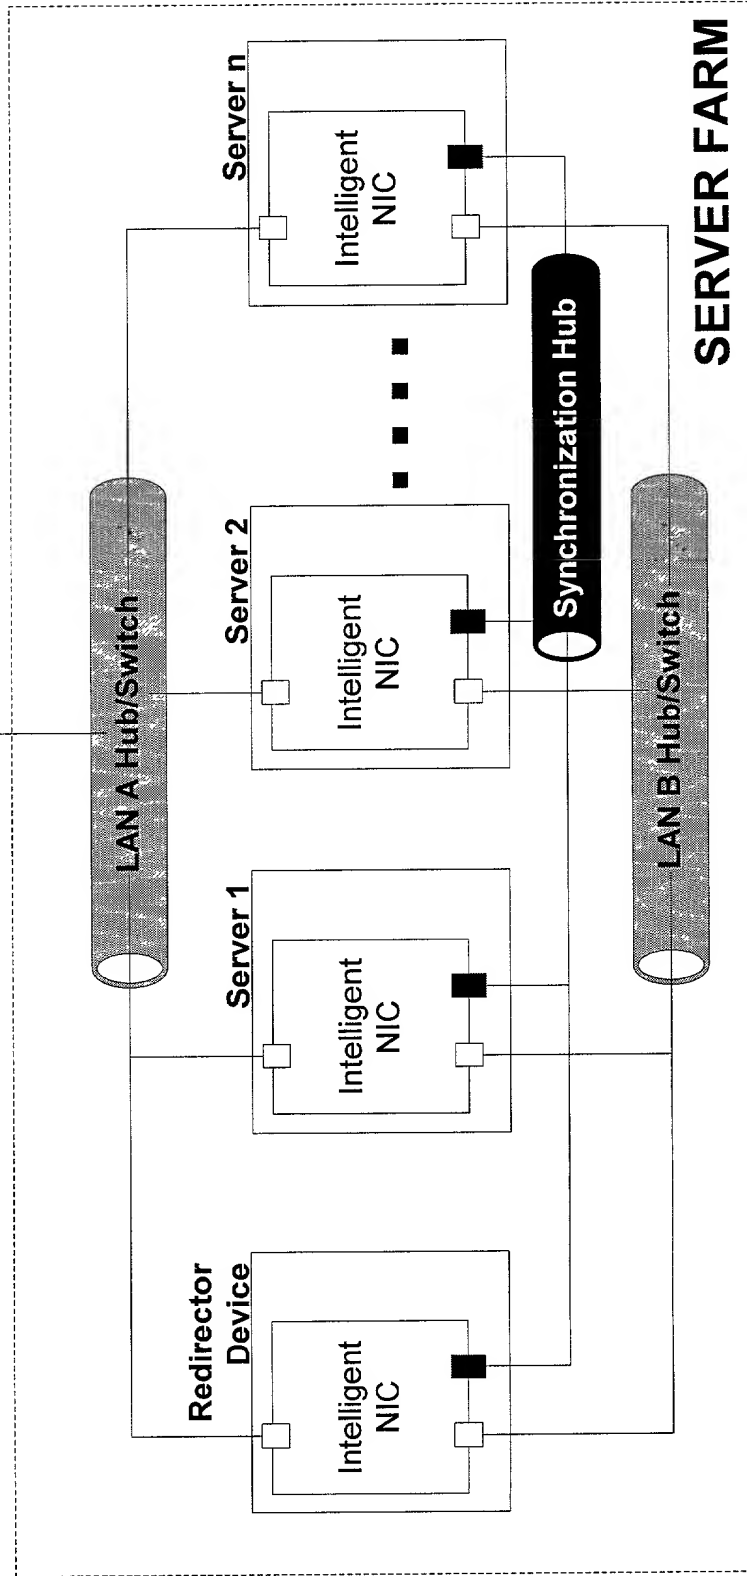 LAN A Hub/Switch
Redirector
Device
Server 1
Server 2
Server n
Intelligent
NIC
Intelligent
NIC
Intelligent
NIC
Intelligent
NIC
Synchronization Hub
LAN B Hub/Switch
SERVER FARM